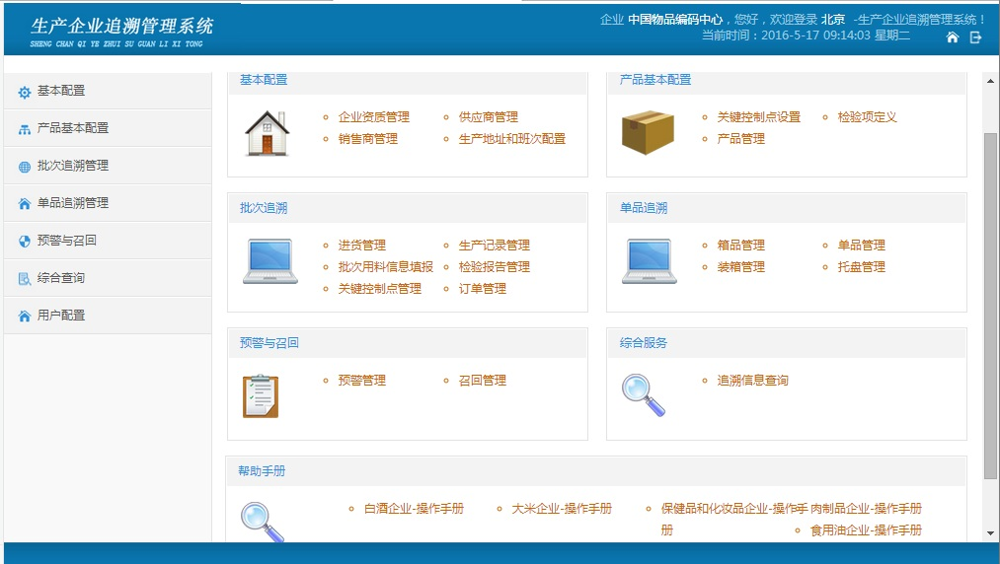 生产企业追溯管理系统
SHENG CHAN QI YE ZHUI SU GUAN LI XI TONG
企业 中国物品编码中心，您好，欢迎登录 北京 -生产企业追溯管理系统！
当前时间：2016-5-17 09:14:03 星期二
基本配置
产品基本配置
批次追溯管理
单品追溯管理
预警与召回
综合查询
用户配置
基本配置
企业资质管理 供应商管理
销售商管理 生产地址和班次配置
产品基本配置
关键控制点设置 检验项定义
产品管理
批次追溯
进货管理 生产记录管理
批次用料信息填报 检验报告管理
关键控制点管理 订单管理
单品追溯
箱品管理 单品管理
装箱管理 托盘管理
预警与召回
预警管理 召回管理
综合服务
追溯信息查询
帮助手册
白酒企业-操作手册 大米企业-操作手册 保健品和化妆品企业-操作手 肉制品企业-操作手册
册 食用油企业-操作手册